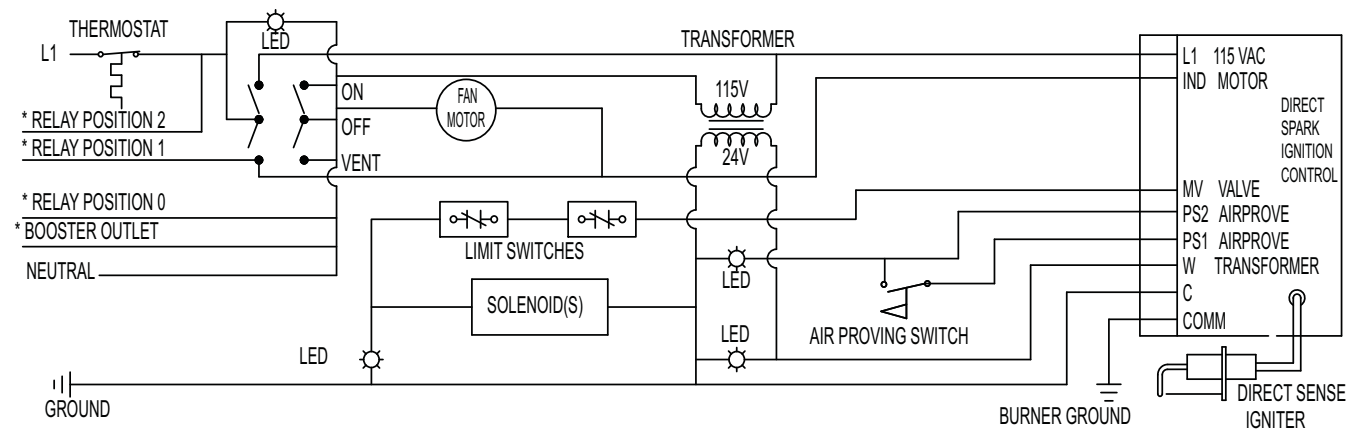 THERMOSTAT
L1
LED
TRANSFORMER
L1 115 VAC
IND MOTOR
ON
OFF
VENT
FAN
MOTOR
115V
24V
DIRECT
SPARK
IGNITION
CONTROL
* RELAY POSITION 2
* RELAY POSITION 1
* RELAY POSITION 0
* BOOSTER OUTLET
NEUTRAL
LIMIT SWITCHES
MV VALVE
PS2 AIRPROVE
PS1 AIRPROVE
W TRANSFORMER
C
COMM
LED
SOLENOID(S)
AIR PROVING SWITCH
LED
LED
GROUND
BURNER GROUND
DIRECT SENSE
IGNITER